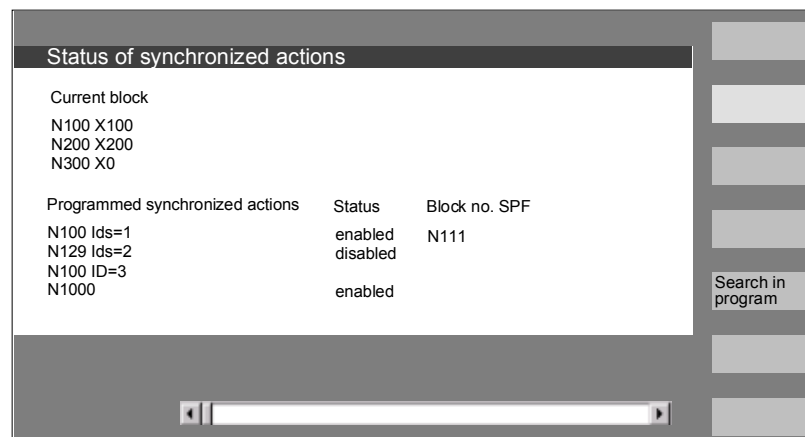 Status of synchronized actions
Current block
N100 X100
N200 X200
N300 X0
Programmed synchronized actions Status Block no. SPF
N100 Ids=1 enabled N111
N129 Ids=2 disabled
N100 ID=3
N1000 enabled
Search in
program